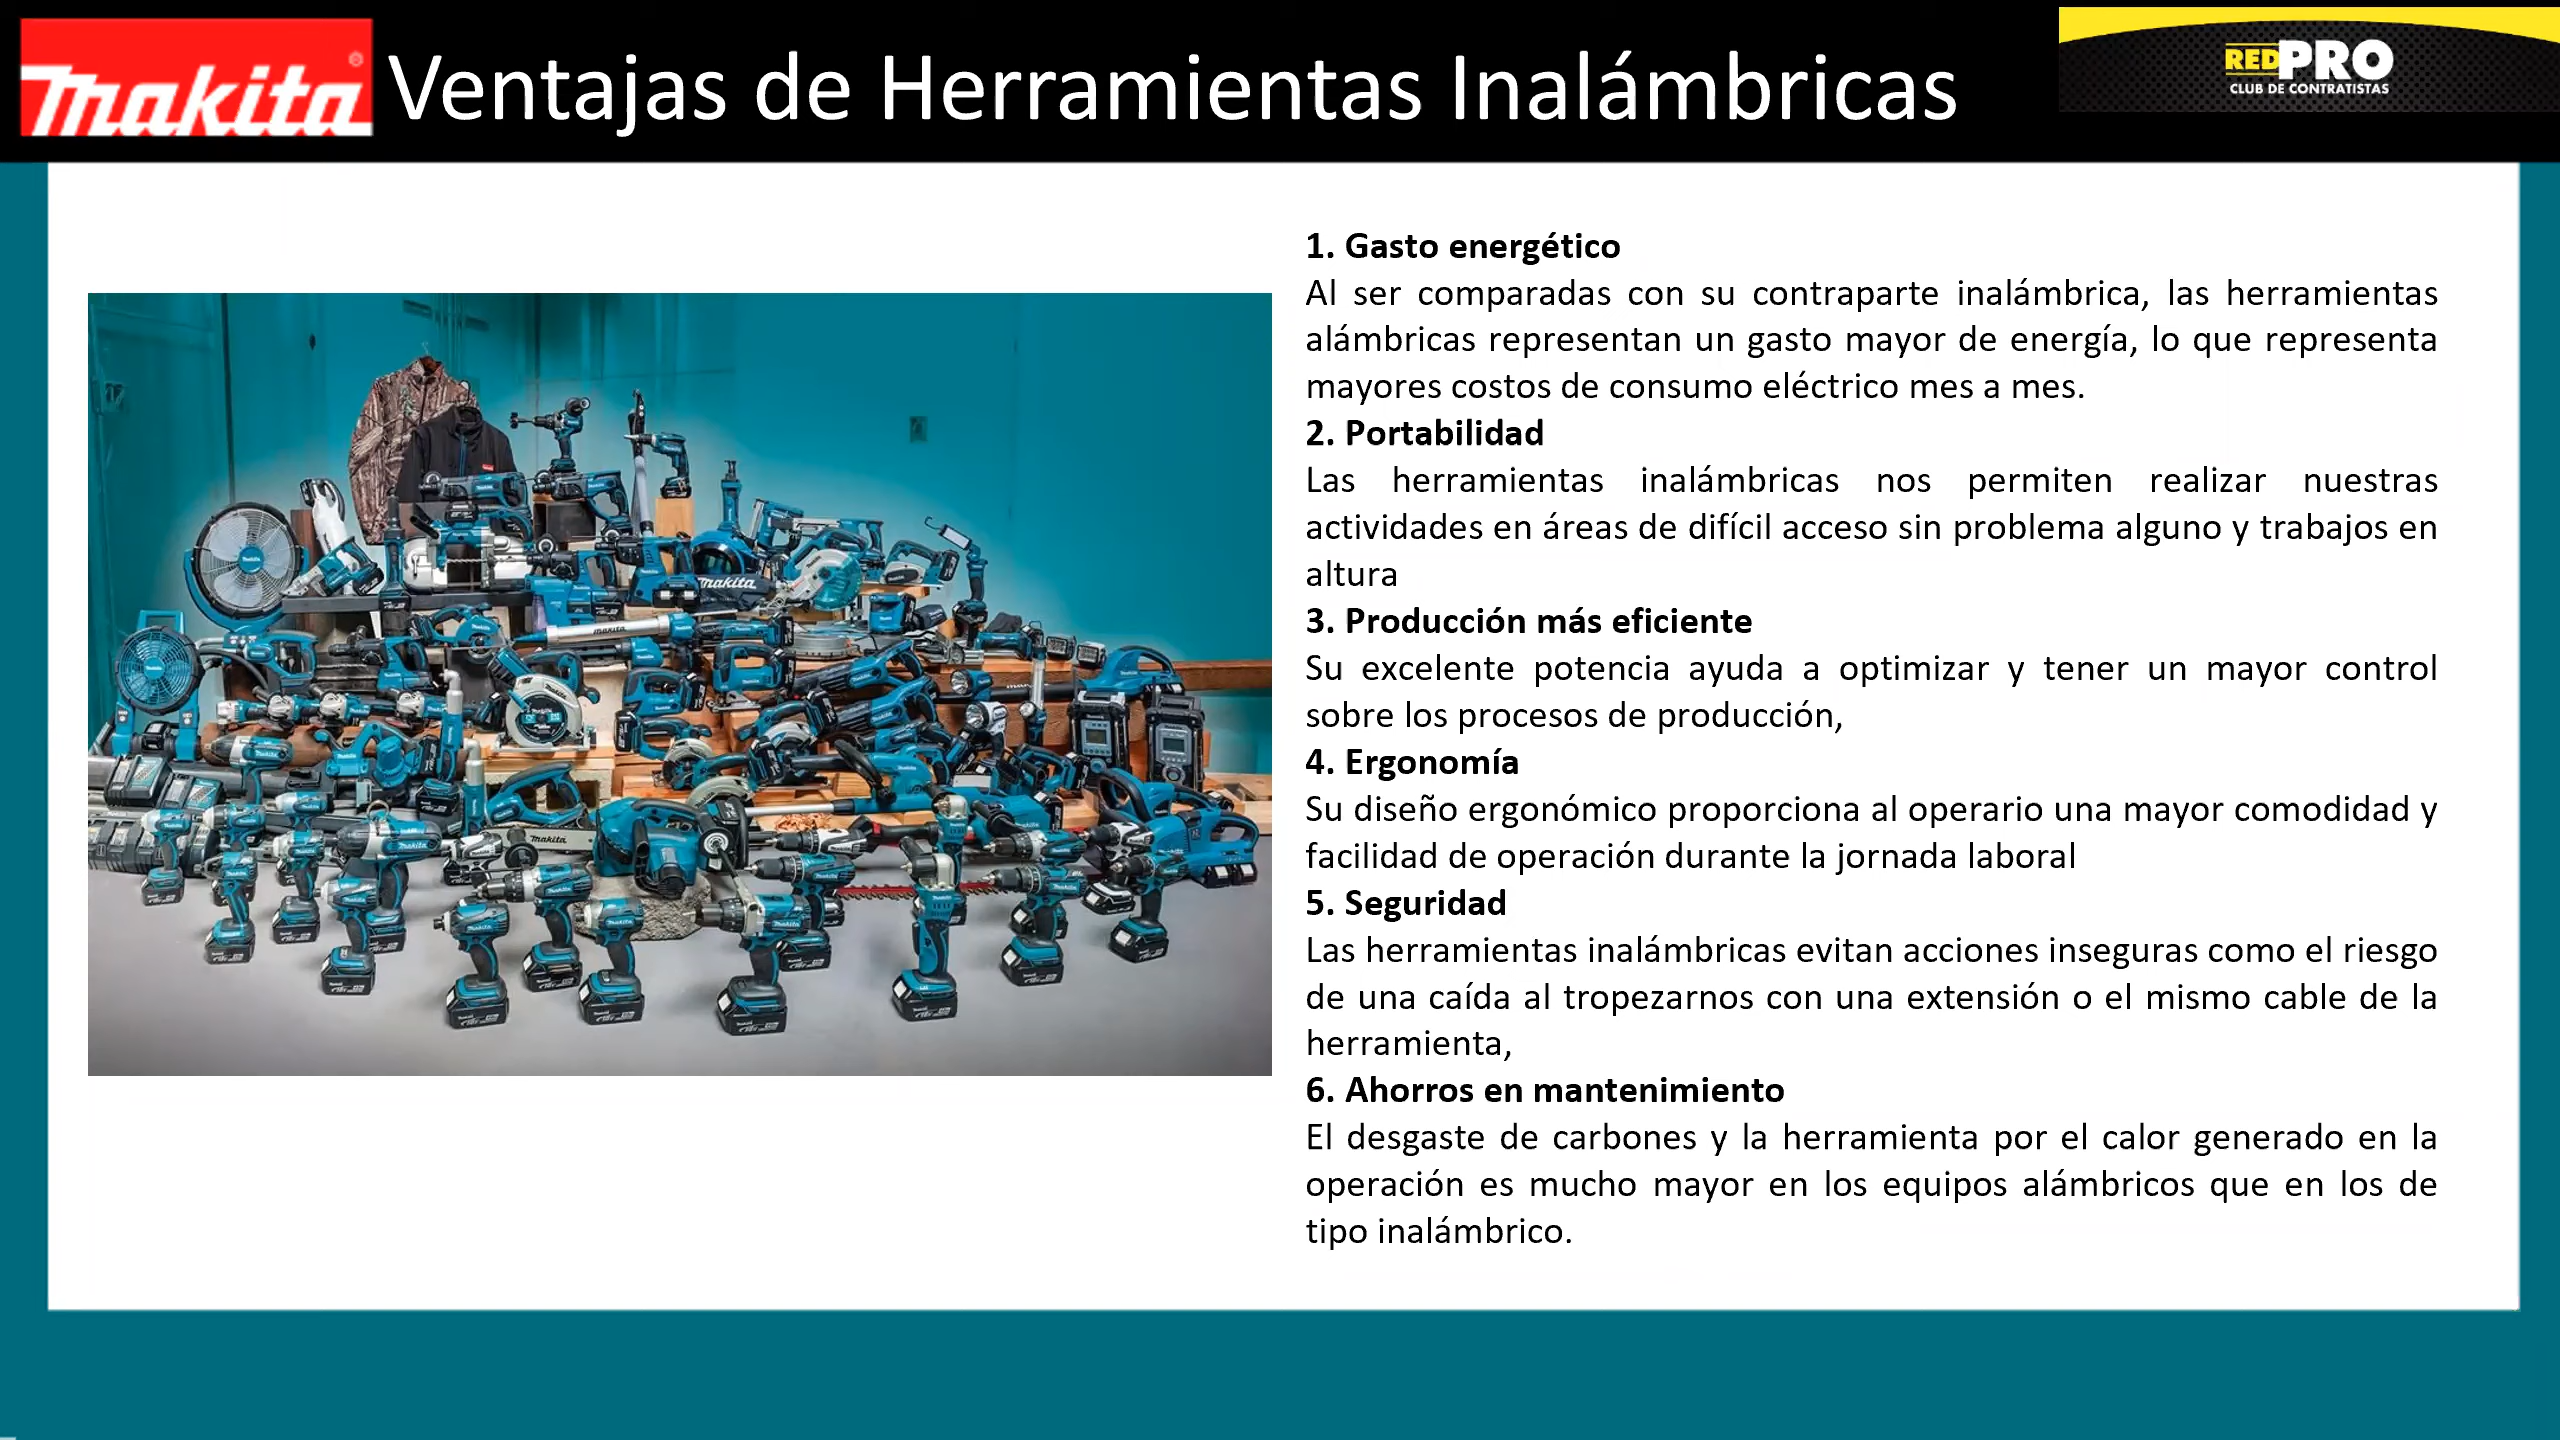 makita
Ventajas de Herramientas Inalámbricas
REDPRO
CLUB DE CONTRATISTAS
1. Gasto energético
Al ser comparadas con su contraparte inalámbrica, las herramientas
alámbricas representan un gasto mayor de energía, lo que representa
mayores costos de consumo eléctrico mes a mes.
2. Portabilidad
Las herramientas inalámbricas nos permiten realizar nuestras
actividades en áreas de difícil acceso sin problema alguno y trabajos en
altura
3. Producción más eficiente
Su excelente potencia ayuda a optimizar y tener un mayor control
sobre los procesos de producción,
4. Ergonomía
Su diseño ergonómico proporciona al operario una mayor comodidad y
facilidad de operación durante la jornada laboral
5. Seguridad
Las herramientas inalámbricas evitan acciones inseguras como el riesgo
de una caída al tropezarnos con una extensión o el mismo cable de la
herramienta,
6. Ahorros en mantenimiento
El desgaste de carbones y la herramienta por el calor generado en la
operación es mucho mayor en los equipos alámbricos que en los de
tipo inalámbrico.
makita
makita
makita